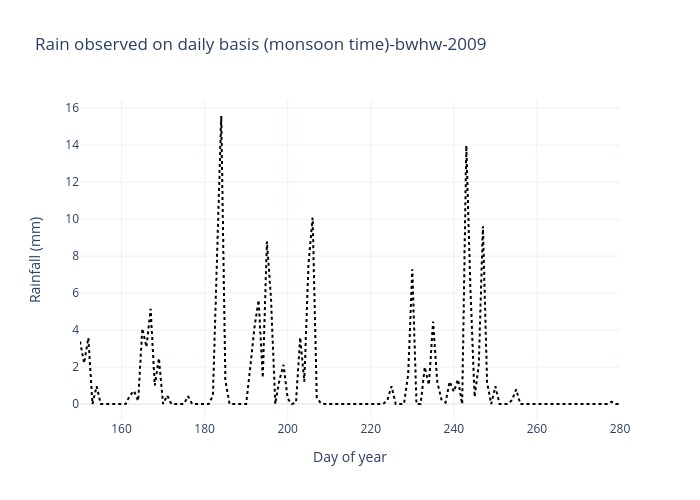 Rain observed on daily basis (monsoon time)-bwhw-2009
16
14
12
10
8
6
4
2
0
Rainfall (mm)
160 180 200 220 240 260 280
Day of year